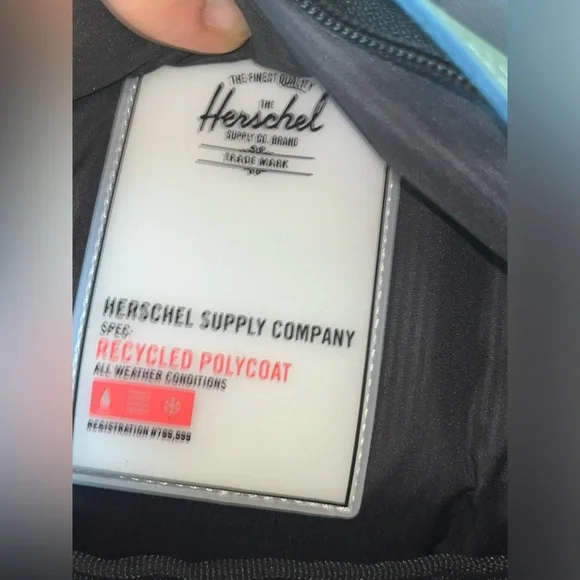 THE FINEST QUALITY
THE
Herschel
SUPPLY CO. BRAND
TRADE MARK
HERSCHEL SUPPLY COMPANY
SPEC:
RECYCLED POLYCOAT
ALL WEATHER CONDITIONS
REGISTRATION #799,699